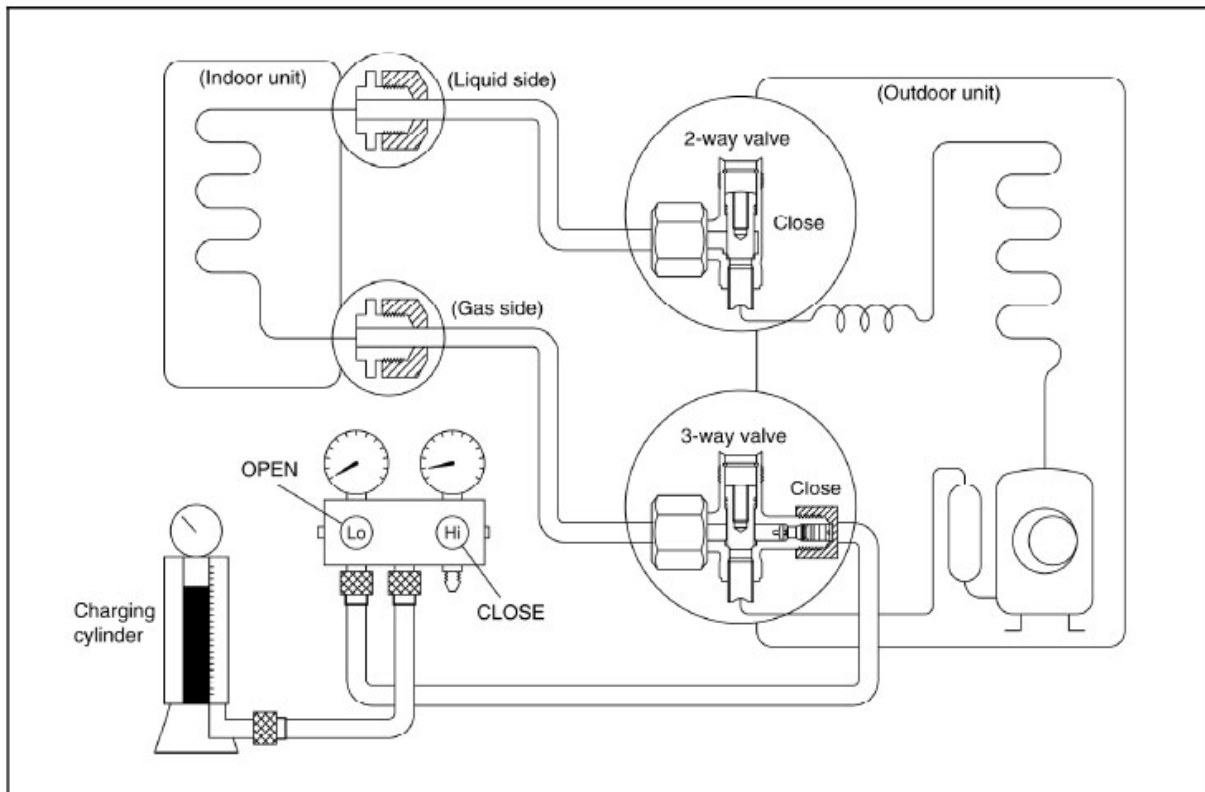 (Indoor unit)
(Liquid side)
(Outdoor unit)
2-way valve
Close
(Gas side)
3-way valve
Close
OPEN
Lo
Hi
CLOSE
Charging
cylinder